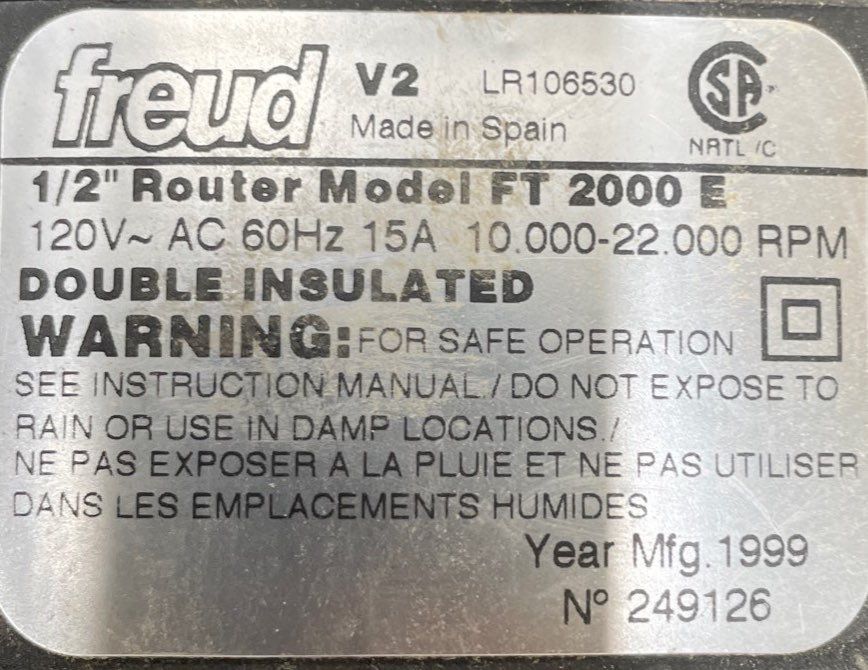 freud V2 LR106530
Made in Spain
NRTL/C
1/2" Router Model FT 2000 E
120V~ AC 60Hz 15A 10.000-22.000 RPM
DOUBLE INSULATED
WARNING: FOR SAFE OPERATION
SEE INSTRUCTION MANUAL./DO NOT EXPOSE TO
RAIN OR USE IN DAMP LOCATIONS./
NE PAS EXPOSER A LA PLUIE ET NE PAS UTILISER
DANS LES EMPLACEMENTS HUMIDES
Year Mfg.1999
Nº 249126